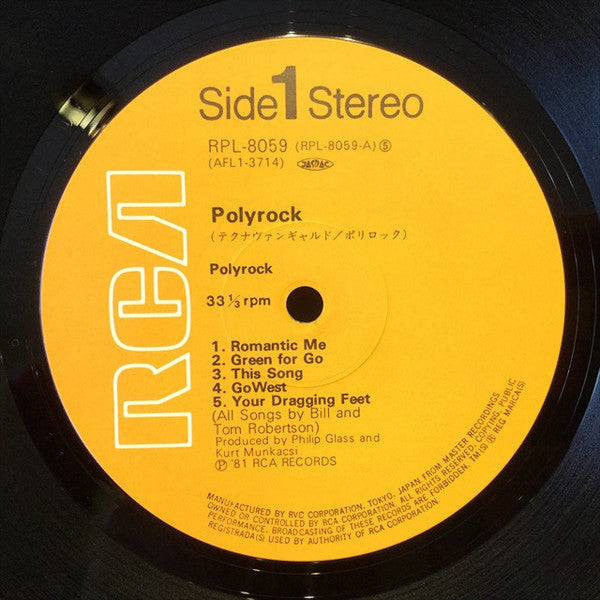 Side 1 Stereo
RPL-8059 (RPL-8059-A) ⑤
(AFL1-3714) JASRAC
RCA
Polyrock
(テクナヴァンギャルド/ポリロック)
Polyrock
33 1/3 rpm
1. Romantic Me
2. Green for Go
3. This Song
4. GoWest
5. Your Dragging Feet
(All Songs by Bill and
Tom Robertson)
Produced by Philip Glass and
Kurt Munkacsi
Ⓟ '81 RCA RECORDS
MANUFACTURED BY RVC CORPORATION, TOKYO, JAPAN, FROM MASTER RECORDINGS
OWNED OR CONTROLLED BY RCA CORPORATION. ALL RIGHTS RESERVED. COPYING, PUBLIC
PERFORMANCE, BROADCASTING OF THESE RECORDS ARE FORBIDDEN. TM(S) ® REG MARCA(S)
REGISTRADA(S) USED BY AUTHORITY OF RCA CORPORATION.